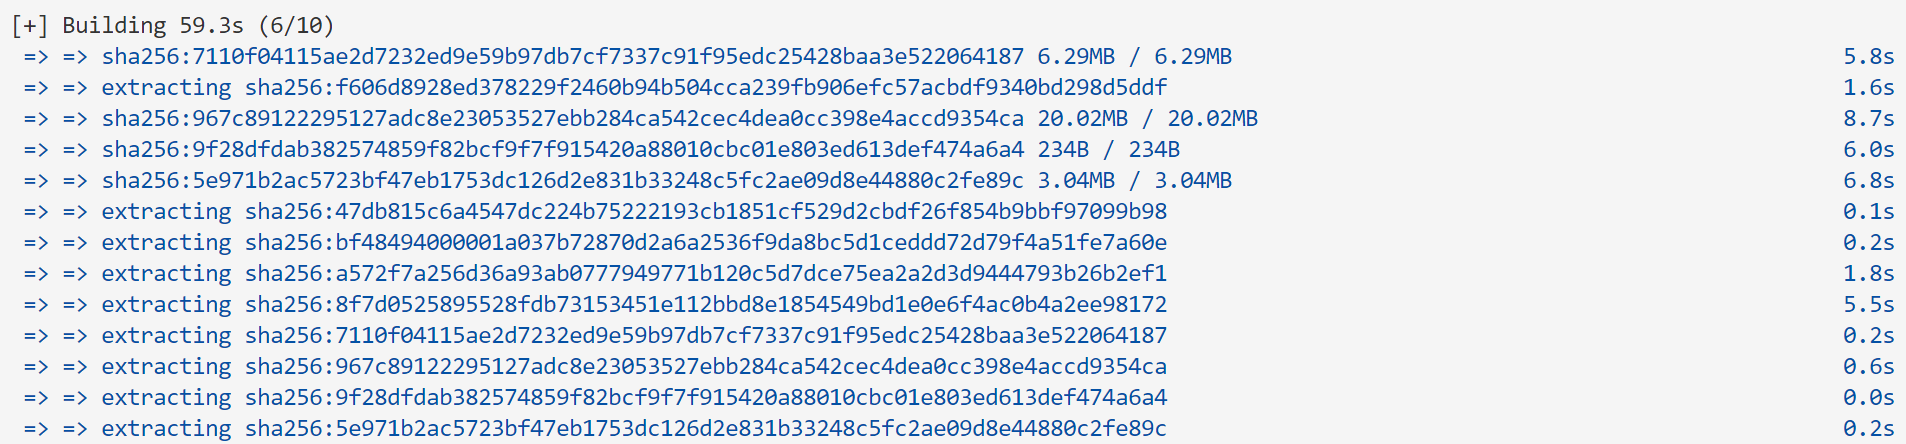 [+] Building 59.3s (6/10)
=> => sha256:7110f04115ae2d7232ed9e59b97db7cf7337c91f95edc25428baa3e522064187 6.29MB / 6.29MB 5.8s
=> => extracting sha256:f606d8928ed378229f2460b94b504cca239fb906efc57acbdf9340bd298d5ddf 1.6s
=> => sha256:967c89122295127adc8e23053527ebb284ca542cec4dea0cc398e4accd9354ca 20.02MB / 20.02MB 8.7s
=> => sha256:9f28dfdab382574859f82bcf9f7f915420a88010cbc01e803ed613def474a6a4 234B / 234B 6.0s
=> => sha256:5e971b2ac5723bf47eb1753dc126d2e831b33248c5fc2ae09d8e44880c2fe89c 3.04MB / 3.04MB 6.8s
=> => extracting sha256:47db815c6a4547dc224b75222193cb1851cf529d2cbdf26f854b9bbf97099b98 0.1s
=> => extracting sha256:bf48494000001a037b72870d2a6a2536f9da8bc5d1ceddd72d79f4a51fe7a60e 0.2s
=> => extracting sha256:a572f7a256d36a93ab0777949771b120c5d7dce75ea2a2d3d9444793b26b2ef1 1.8s
=> => extracting sha256:8f7d0525895528fdb73153451e112bbd8e1854549bd1e0e6f4ac0b4a2ee98172 5.5s
=> => extracting sha256:7110f04115ae2d7232ed9e59b97db7cf7337c91f95edc25428baa3e522064187 0.2s
=> => extracting sha256:967c89122295127adc8e23053527ebb284ca542cec4dea0cc398e4accd9354ca 0.6s
=> => extracting sha256:9f28dfdab382574859f82bcf9f7f915420a88010cbc01e803ed613def474a6a4 0.0s
=> => extracting sha256:5e971b2ac5723bf47eb1753dc126d2e831b33248c5fc2ae09d8e44880c2fe89c 0.2s